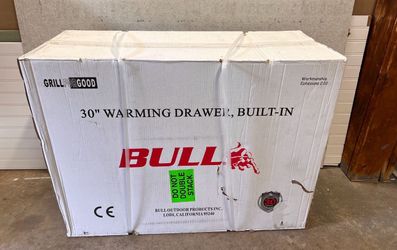 GRILL GOOD
Workmanship
30" WARMING DRAWER, BUILT-IN
BULL
DO NOT
DOUBLE
STACK
BULL OUTDOOR PRODUCTS INC.
LODI, CALIFORNIA 95240
CE